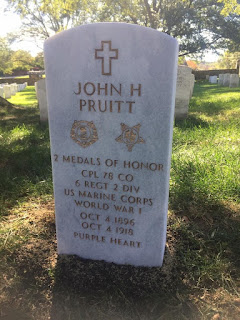 JOHN H
PRUITT
2 MEDALS OF HONOR
CPL 78 CO
6 REGT 2 DIV
US MARINE CORPS
WORLD WAR I
OCT 4 1896
OCT 4 1918
PURPLE HEART